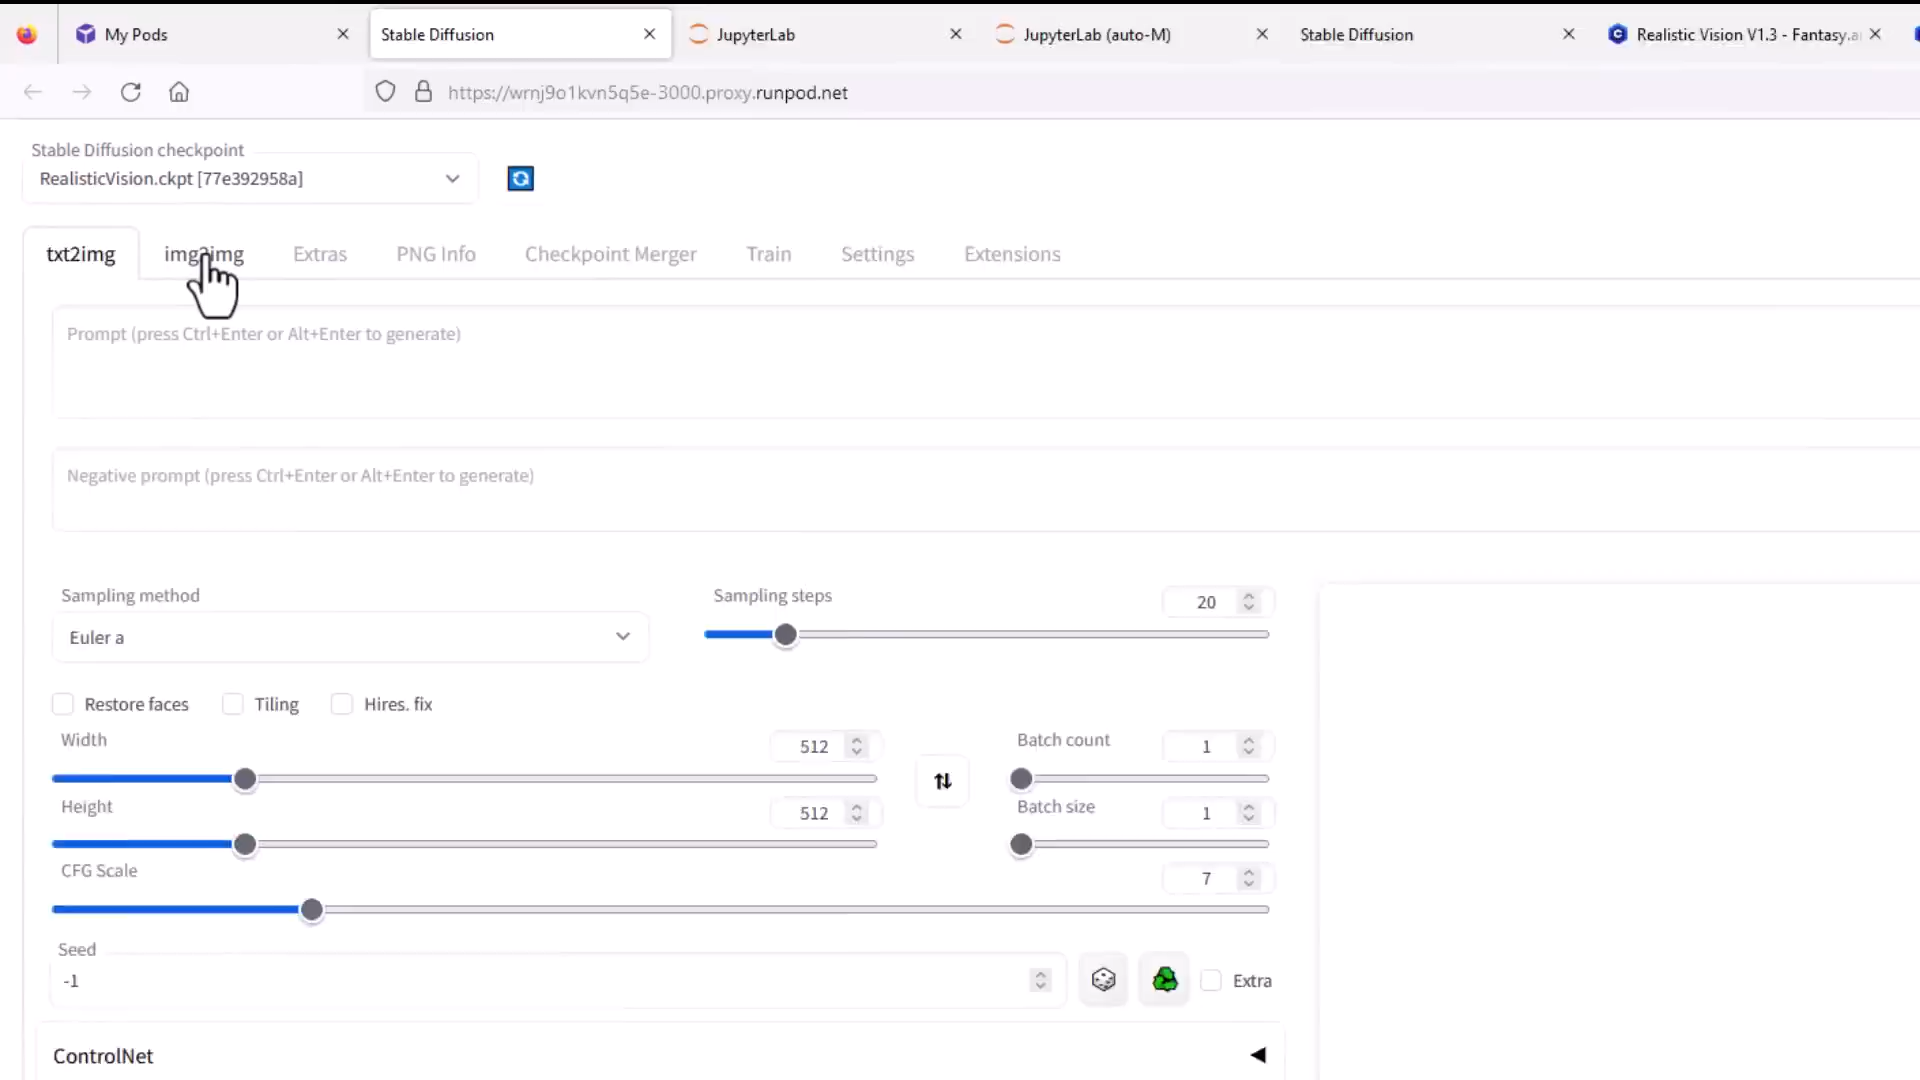 My Pods
Stable Diffusion
JupyterLab
JupyterLab (auto-M)
Stable Diffusion
Realistic Vision V1.3 - Fantasy.a
https://wrnj9o1kvn5q5e-3000.proxy.runpod.net
Stable Diffusion checkpoint
RealisticVision.ckpt [77e392958a]
txt2img
img2img
Extras
PNG Info
Checkpoint Merger
Train
Settings
Extensions
Prompt (press Ctrl+Enter or Alt+Enter to generate)
Negative prompt (press Ctrl+Enter or Alt+Enter to generate)
Sampling method
Euler a
Sampling steps
20
Restore faces
Tiling
Hires. fix
Width
512
Batch count
1
Height
512
Batch size
1
CFG Scale
7
Seed
-1
Extra
ControlNet